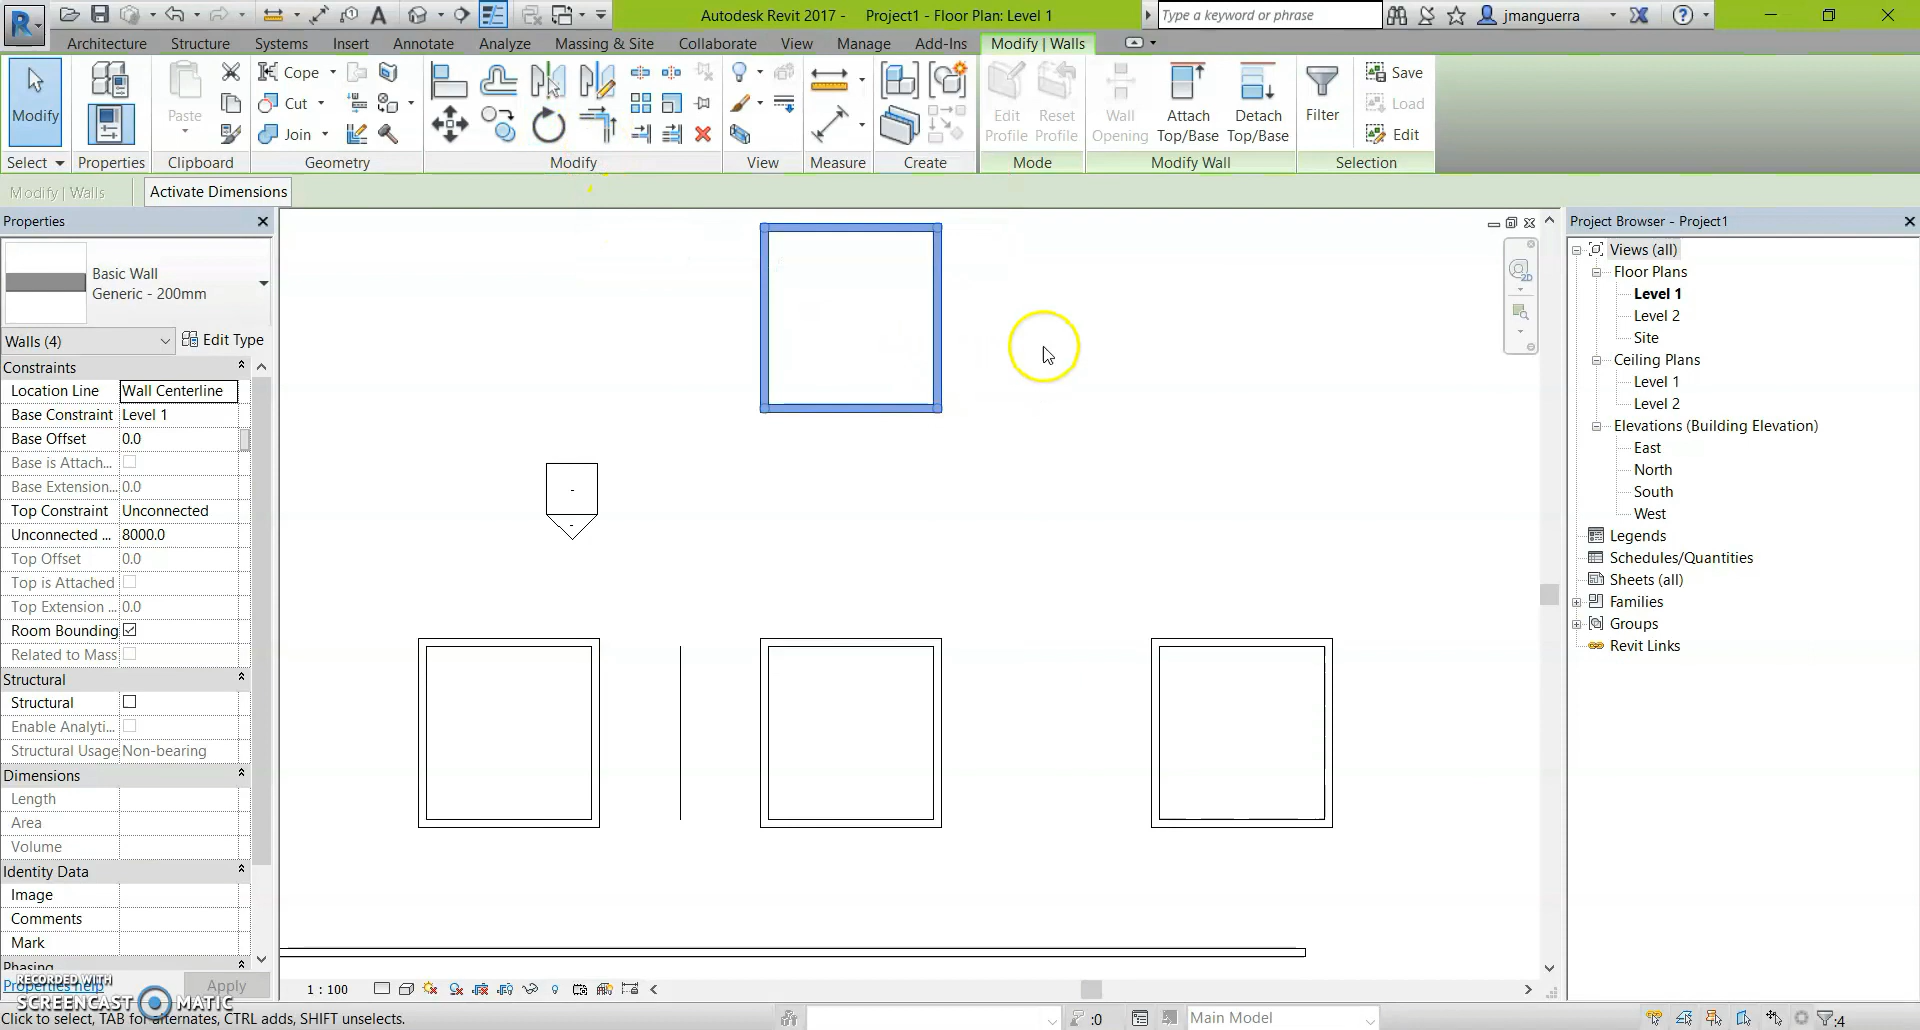 Autodesk Revit 2017 - Project1 - Floor Plan: Level 1
Type a keyword or phrase
jmanguerra
Architecture Structure Systems Insert Annotate Analyze Massing & Site Collaborate View Manage Add-Ins Modify | Walls
Modify
Paste
Cope
Cut
Join
Edit Profile
Reset Profile
Wall Opening
Attach Top/Base
Detach Top/Base
Filter
Save
Load
Edit
Select Properties Clipboard Geometry Modify View Measure Create Mode Modify Wall Selection
Modify | Walls Activate Dimensions
Properties
Basic Wall
Generic - 200mm
Walls (4) Edit Type
Constraints
Location Line Wall Centerline
Base Constraint Level 1
Base Offset 0.0
Base is Attach...
Base Extension... 0.0
Top Constraint Unconnected
Unconnected ... 8000.0
Top Offset 0.0
Top is Attached
Top Extension ... 0.0
Room Bounding
Related to Mass
Structural
Structural
Enable Analyti...
Structural Usage Non-bearing
Dimensions
Length
Area
Volume
Identity Data
Image
Comments
Mark
Phasing
Properties help Apply
RECORDED WITH
SCREENCAST MATIC
Project Browser - Project1
Views (all)
Floor Plans
Level 1
Level 2
Site
Ceiling Plans
Level 1
Level 2
Elevations (Building Elevation)
East
North
South
West
Legends
Schedules/Quantities
Sheets (all)
Families
Groups
Revit Links
1 : 100
Click to select, TAB for alternates, CTRL adds, SHIFT unselects.
:0
Main Model
:4